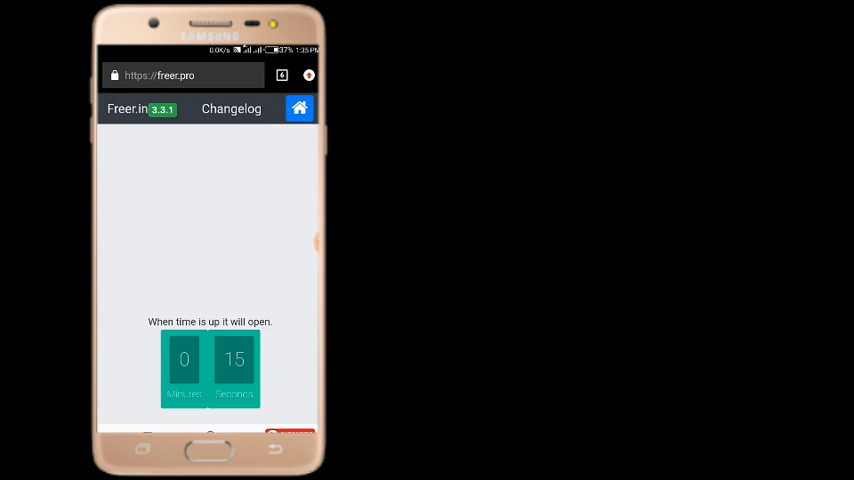 SAMSUNG
0.0K/s 37% 1:35 PM
https://freer.pro 6
Freer.in 3.3.1 Changelog
When time is up it will open.
0 15
Minutes Seconds